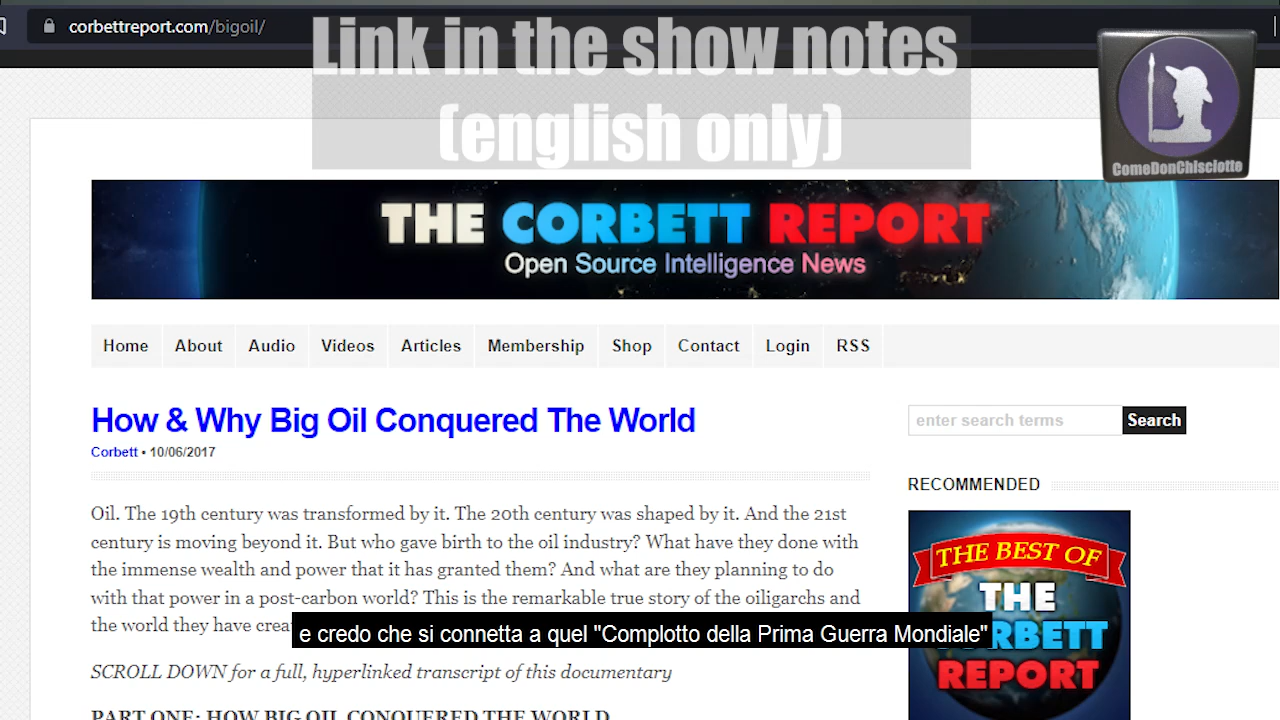 corbettreport.com/bigoil/
Link in the show notes
(english only)
ComeDonChisciotte
THE CORBETT REPORT
Open Source Intelligence News
Home About Audio Videos Articles Membership Shop Contact Login RSS
How & Why Big Oil Conquered The World
Corbett • 10/06/2017
enter search terms Search
RECOMMENDED
Oil. The 19th century was transformed by it. The 20th century was shaped by it. And the 21st
century is moving beyond it. But who gave birth to the oil industry? What have they done with
the immense wealth and power that it has granted them? And what are they planning to do
with that power in a post-carbon world? This is the remarkable true story of the oiligarchs and
the world they have
e credo che si connetta a quel "Complotto della Prima Guerra Mondiale"
SCROLL DOWN for a full, hyperlinked transcript of this documentary
PART ONE: HOW BIG OIL CONQUERED THE WORLD
THE BEST OF
THE
CORBETT
REPORT